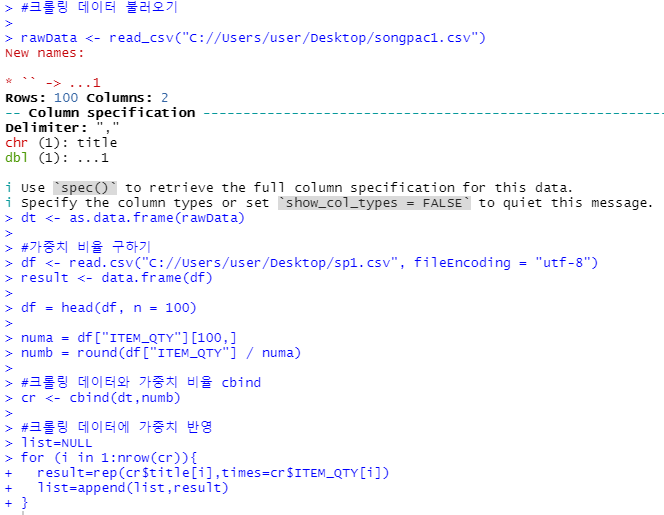 > #크롤링 데이터 불러오기
>
> rawData <- read_csv("C://Users/user/Desktop/songpac1.csv")
New names:
* `` -> ...1
Rows: 100 Columns: 2
-- Column specification ----------------------------------------------------------
Delimiter: ","
chr (1): title
dbl (1): ...1
i Use `spec()` to retrieve the full column specification for this data.
i Specify the column types or set `show_col_types = FALSE` to quiet this message.
> dt <- as.data.frame(rawData)
>
> #가중치 비율 구하기
> df <- read.csv("C://Users/user/Desktop/sp1.csv", fileEncoding = "utf-8")
> result <- data.frame(df)
>
> df = head(df, n = 100)
>
> numa = df["ITEM_QTY"][100,]
> numb = round(df["ITEM_QTY"] / numa)
>
> #크롤링 데이터와 가중치 비율 cbind
> cr <- cbind(dt,numb)
>
> #크롤링 데이터에 가중치 반영
> list=NULL
> for (i in 1:nrow(cr)){
+   result=rep(cr$title[i],times=cr$ITEM_QTY[i])
+   list=append(list,result)
+ }